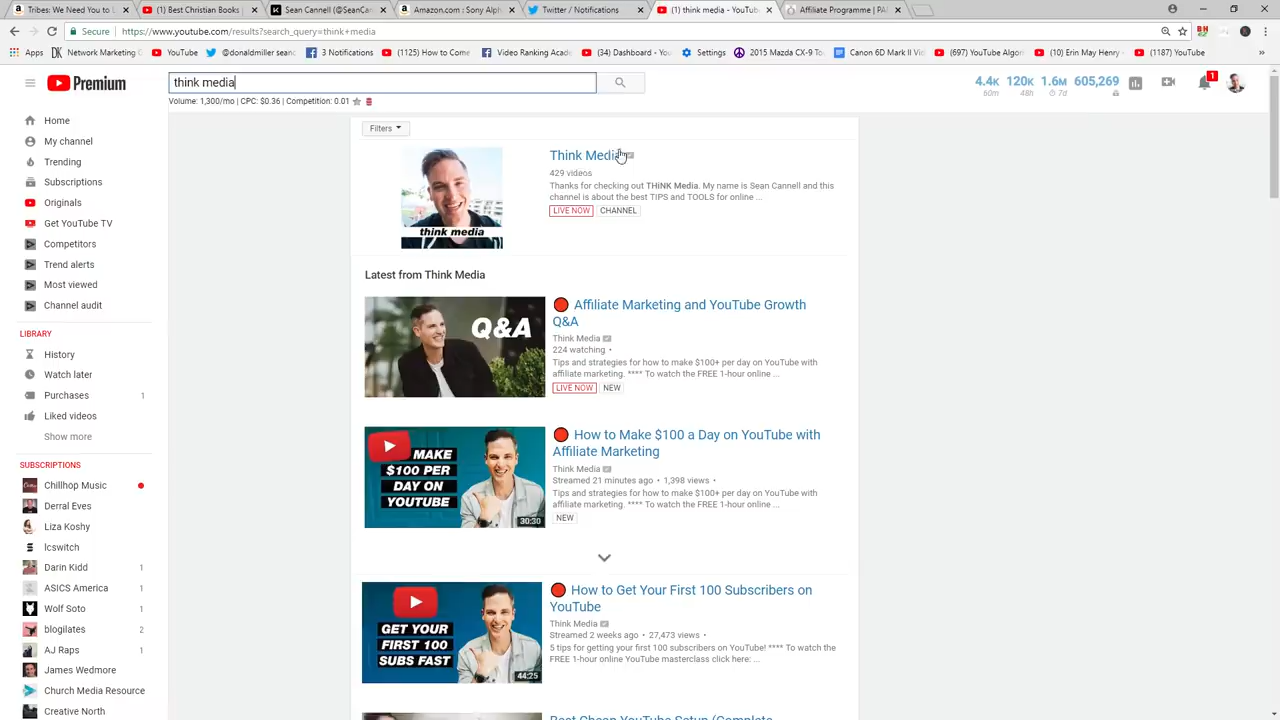 Tribes: We Need You to L
(1) Best Christian Books
Sean Cannell (@SeanCan
Amazon.com: Sony Alph
Twitter / Notifications
(1) think media - YouTub
Affiliate Programme | PA
Secure
https://www.youtube.com/results?search_query=think+media
Apps
Network Marketing
YouTube
@donaldmiller
3 Notifications
(1125) How to Come
Video Ranking Acade
(34) Dashboard - You
Settings
2015 Mazda CX-9 To
Canon 6D Mark II Vid
(697) YouTube Algor
(10) Erin May Henry
(1187) YouTube
Premium
think media
4.4K
120K
1.6M
605,269
60m
48h
7d
1
Volume: 1,300/mo | CPC: $0.36 | Competition: 0.01
Home
My channel
Trending
Subscriptions
Originals
Get YouTube TV
Competitors
Trend alerts
Most viewed
Channel audit
LIBRARY
History
Watch later
Purchases 1
Liked videos
Show more
SUBSCRIPTIONS
Chillhop Music
Derral Eves
Liza Koshy
lcswitch
Darin Kidd 1
ASICS America 1
Wolf Soto 1
blogilates 2
AJ Raps 1
James Wedmore
Church Media Resource
Creative North
Filters
think media
Think Media
429 videos
Thanks for checking out THiNK Media. My name is Sean Cannell and this
channel is about the best TIPS and TOOLS for online ...
LIVE NOW CHANNEL
Latest from Think Media
Q&A
Affiliate Marketing and YouTube Growth
Q&A
Think Media
224 watching •
Tips and strategies for how to make $100+ per day on YouTube with
affiliate marketing. **** To watch the FREE 1-hour online ...
LIVE NOW NEW
MAKE
$100 PER
DAY ON
YOUTUBE
30:30
How to Make $100 a Day on YouTube with
Affiliate Marketing
Think Media
Streamed 21 minutes ago • 1,398 views •
Tips and strategies for how to make $100+ per day on YouTube with
affiliate marketing. **** To watch the FREE 1-hour online ...
NEW
GET YOUR
FIRST 100
SUBS FAST
44:25
How to Get Your First 100 Subscribers on
YouTube
Think Media
Streamed 2 weeks ago • 27,473 views •
5 tips for getting your first 100 subscribers on YouTube! **** To watch the
FREE 1-hour online YouTube masterclass click here: ...
Best Cheap YouTube Setup (Complete